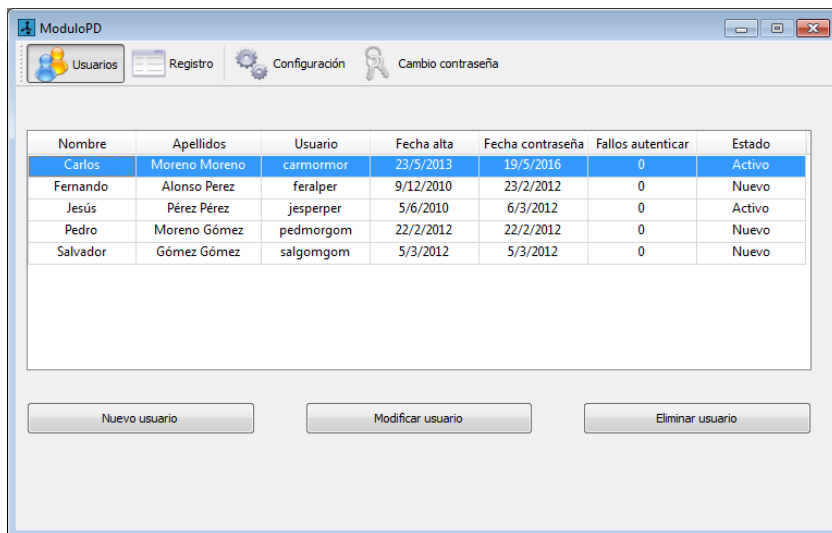 ModuloPD
Usuarios Registro Configuración Cambio contraseña
Nombre Apellidos Usuario Fecha alta Fecha contraseña Fallos autenticar Estado
Carlos Moreno Moreno carmormor 23/5/2013 19/5/2016 0 Activo
Fernando Alonso Perez feralper 9/12/2010 23/2/2012 0 Nuevo
Jesús Pérez Pérez jesperper 5/6/2010 6/3/2012 0 Activo
Pedro Moreno Gómez pedmorgom 22/2/2012 22/2/2012 0 Nuevo
Salvador Gómez Gómez salgomgom 5/3/2012 5/3/2012 0 Nuevo
Nuevo usuario Modificar usuario Eliminar usuario